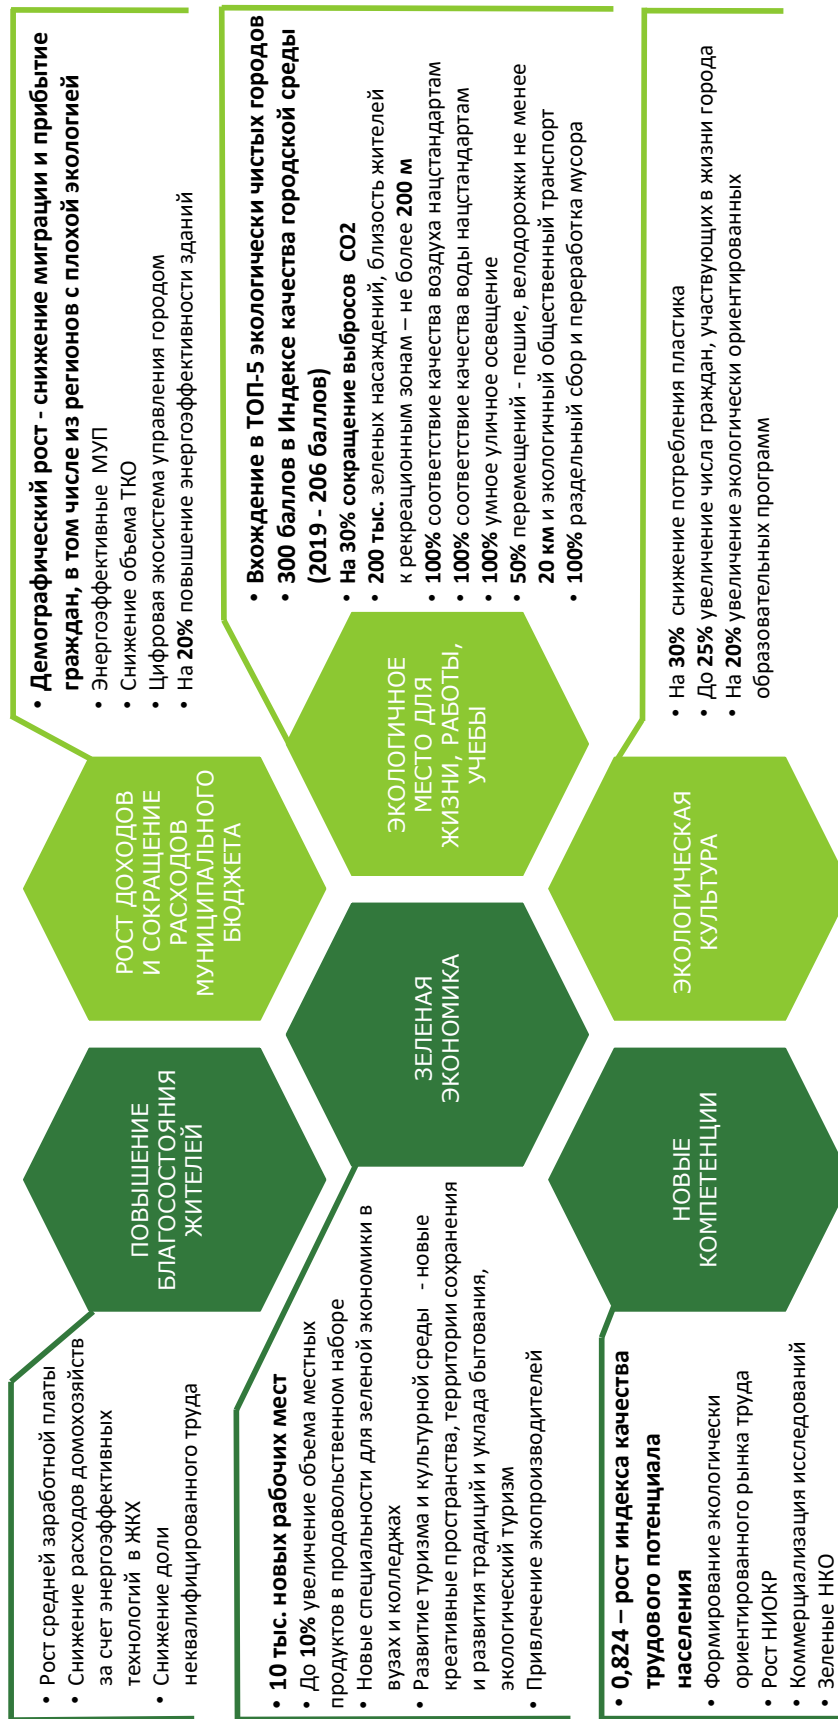 • Рост средней заработной платы
• Снижение расходов домохозяйств
за счет энергоэффективных
технологий в ЖКХ
• Снижение доли
неквалифицированного труда
ПОВЫШЕНИЕ
БЛАГОСОСТОЯНИЯ
ЖИТЕЛЕЙ
РОСТ ДОХОДОВ
И СОКРАЩЕНИЕ
РАСХОДОВ
МУНИЦИПАЛЬНОГО
БЮДЖЕТА
• Демографический рост - снижение миграции и прибытие
граждан, в том числе из регионов с плохой экологией
• Энергоэффективные МУП
• Снижение объема ТКО
• Цифровая экосистема управления городом
• На 20% повышение энергоэффективности зданий
• 10 тыс. новых рабочих мест
• До 10% увеличение объема местных
продуктов в продовольственном наборе
• Новые специальности для зеленой экономики в
вузах и колледжах
• Развитие туризма и культурной среды - новые
креативные пространства, территории сохранения
и развития традиций и уклада бытования,
экологический туризм
• Привлечение экопроизводителей
ЗЕЛЕНАЯ
ЭКОНОМИКА
ЭКОЛОГИЧНОЕ
МЕСТО ДЛЯ
ЖИЗНИ, РАБОТЫ,
УЧЕБЫ
• Вхождение в ТОП-5 экологически чистых городов
• 300 баллов в Индексе качества городской среды
(2019 - 206 баллов)
• На 30% сокращение выбросов CO2
• 200 тыс. зеленых насаждений, близость жителей
к рекреационным зонам – не более 200 м
• 100% соответствие качества воздуха нацстандартам
• 100% соответствие качества воды нацстандартам
• 100% умное уличное освещение
• 50% перемещений - пешие, велодорожки не менее
20 км и экологичный общественный транспорт
• 100% раздельный сбор и переработка мусора
• 0,824 – рост индекса качества
трудового потенциала
населения
• Формирование экологически
ориентированного рынка труда
• Рост НИОКР
• Коммерциализация исследований
• Зеленые НКО
НОВЫЕ
КОМПЕТЕНЦИИ
ЭКОЛОГИЧЕСКАЯ
КУЛЬТУРА
• На 30% снижение потребления пластика
• До 25% увеличение числа граждан, участвующих в жизни города
• На 20% увеличение экологически ориентированных
образовательных программ